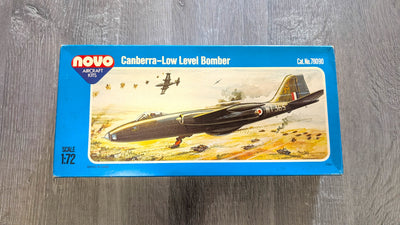 novo
AIRCRAFT
KITS
Canberra–Low Level Bomber
Cat. No. 78090
SCALE
1:72